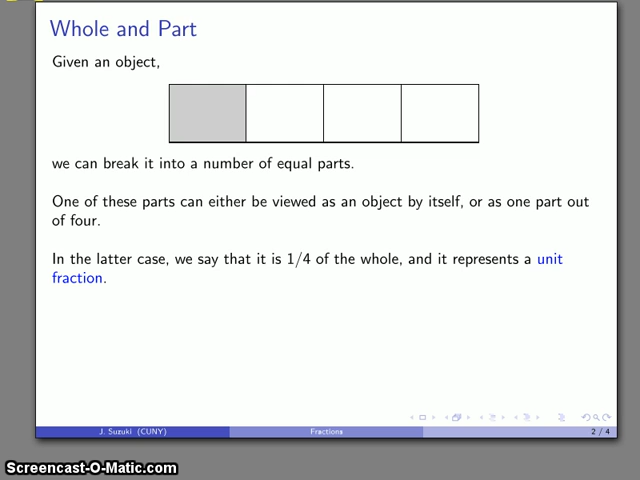 Whole and Part
Given an object,
we can break it into a number of equal parts.
One of these parts can either be viewed as an object by itself, or as one part out
of four.
In the latter case, we say that it is 1/4 of the whole, and it represents a unit
fraction.
J. Suzuki (CUNY)
Fractions
2 / 4
Screencast-O-Matic.com